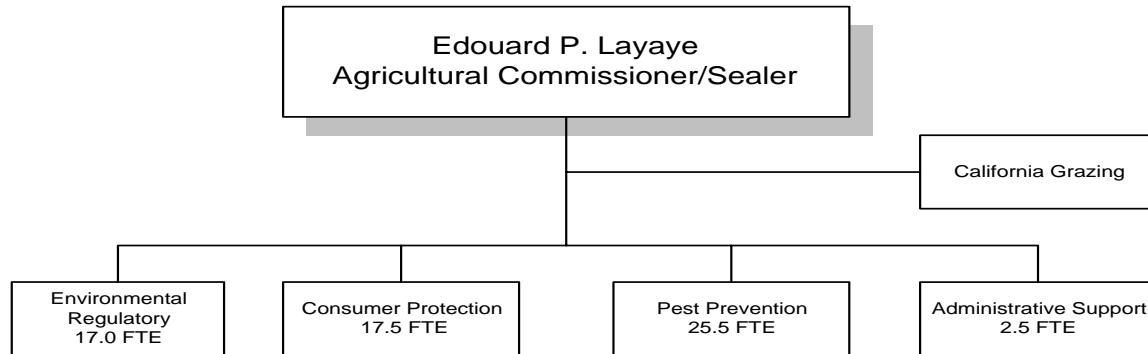 Edouard P. Layaye
Agricultural Commissioner/Sealer
California Grazing
Environmental
Regulatory
17.0 FTE
Consumer Protection
17.5 FTE
Pest Prevention
25.5 FTE
Administrative Support
2.5 FTE